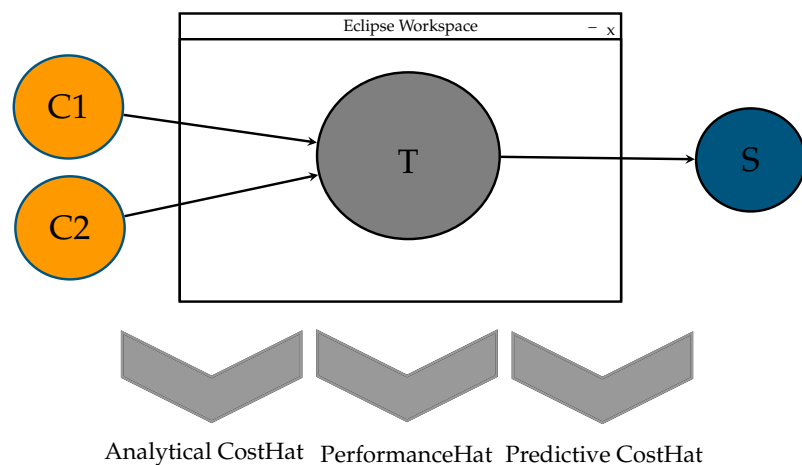 Eclipse Workspace – x
C1
T
S
C2
Analytical CostHat PerformanceHat Predictive CostHat